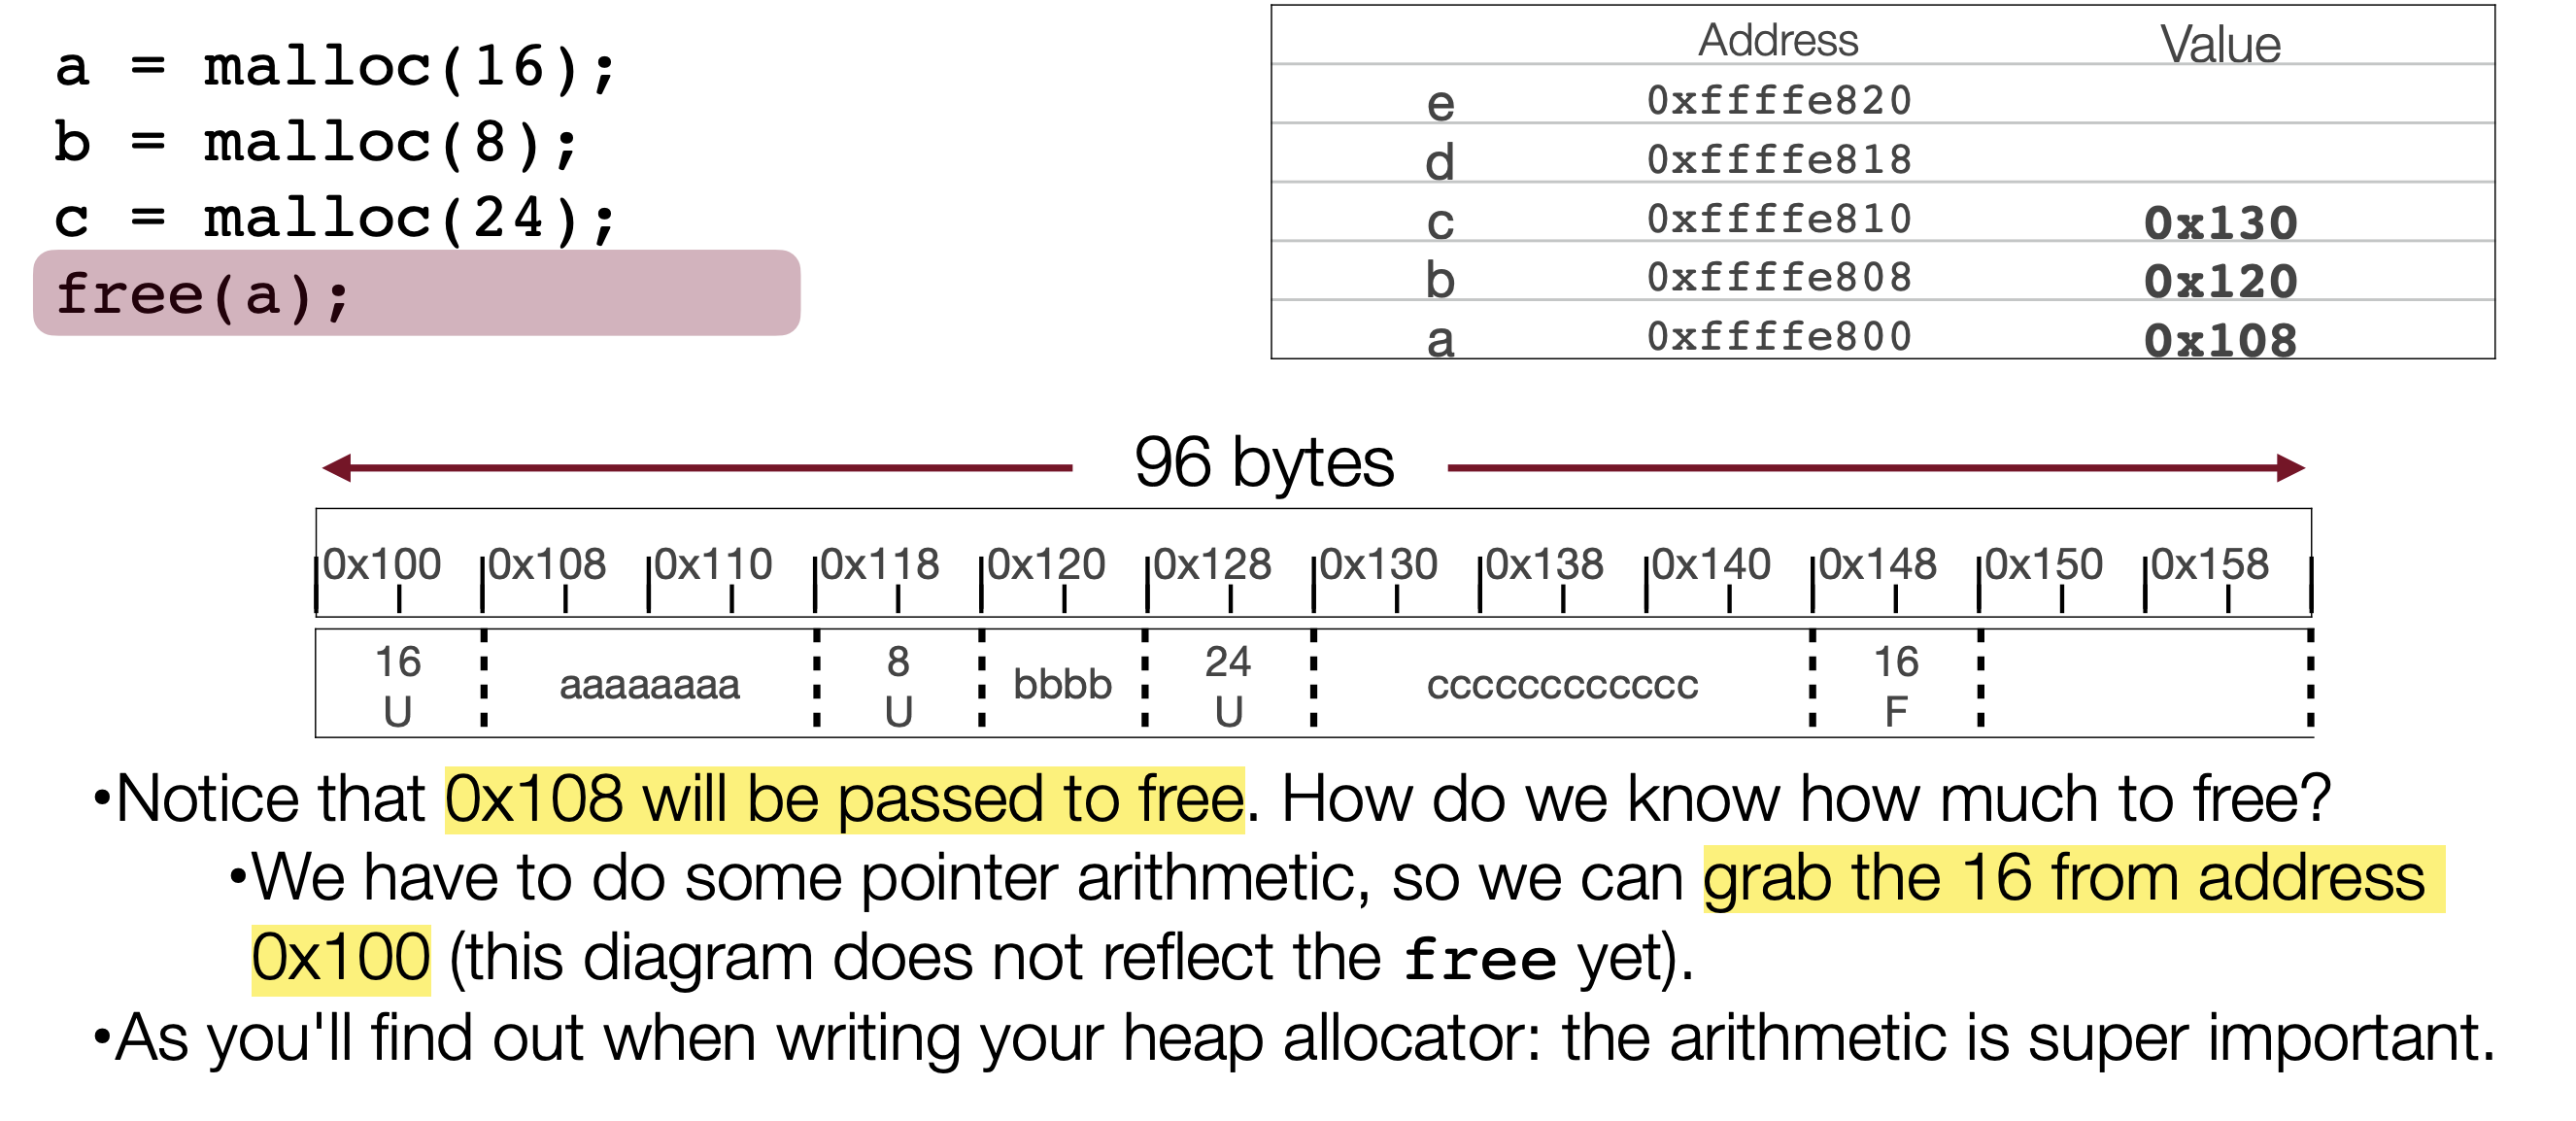 a = malloc(16);
b = malloc(8);
c = malloc(24);
free(a);
Address Value
e 0xffffe820
d 0xffffe818
c 0xffffe810 0x130
b 0xffffe808 0x120
a 0xffffe800 0x108
96 bytes
0x100 0x108 0x110 0x118 0x120 0x128 0x130 0x138 0x140 0x148 0x150 0x158
16 8 24 16
aaaaaaaa bbbb cccccccccccc
U U U F
•Notice that 0x108 will be passed to free. How do we know how much to free?
•We have to do some pointer arithmetic, so we can grab the 16 from address
0x100 (this diagram does not reflect the free yet).
•As you'll find out when writing your heap allocator: the arithmetic is super important.